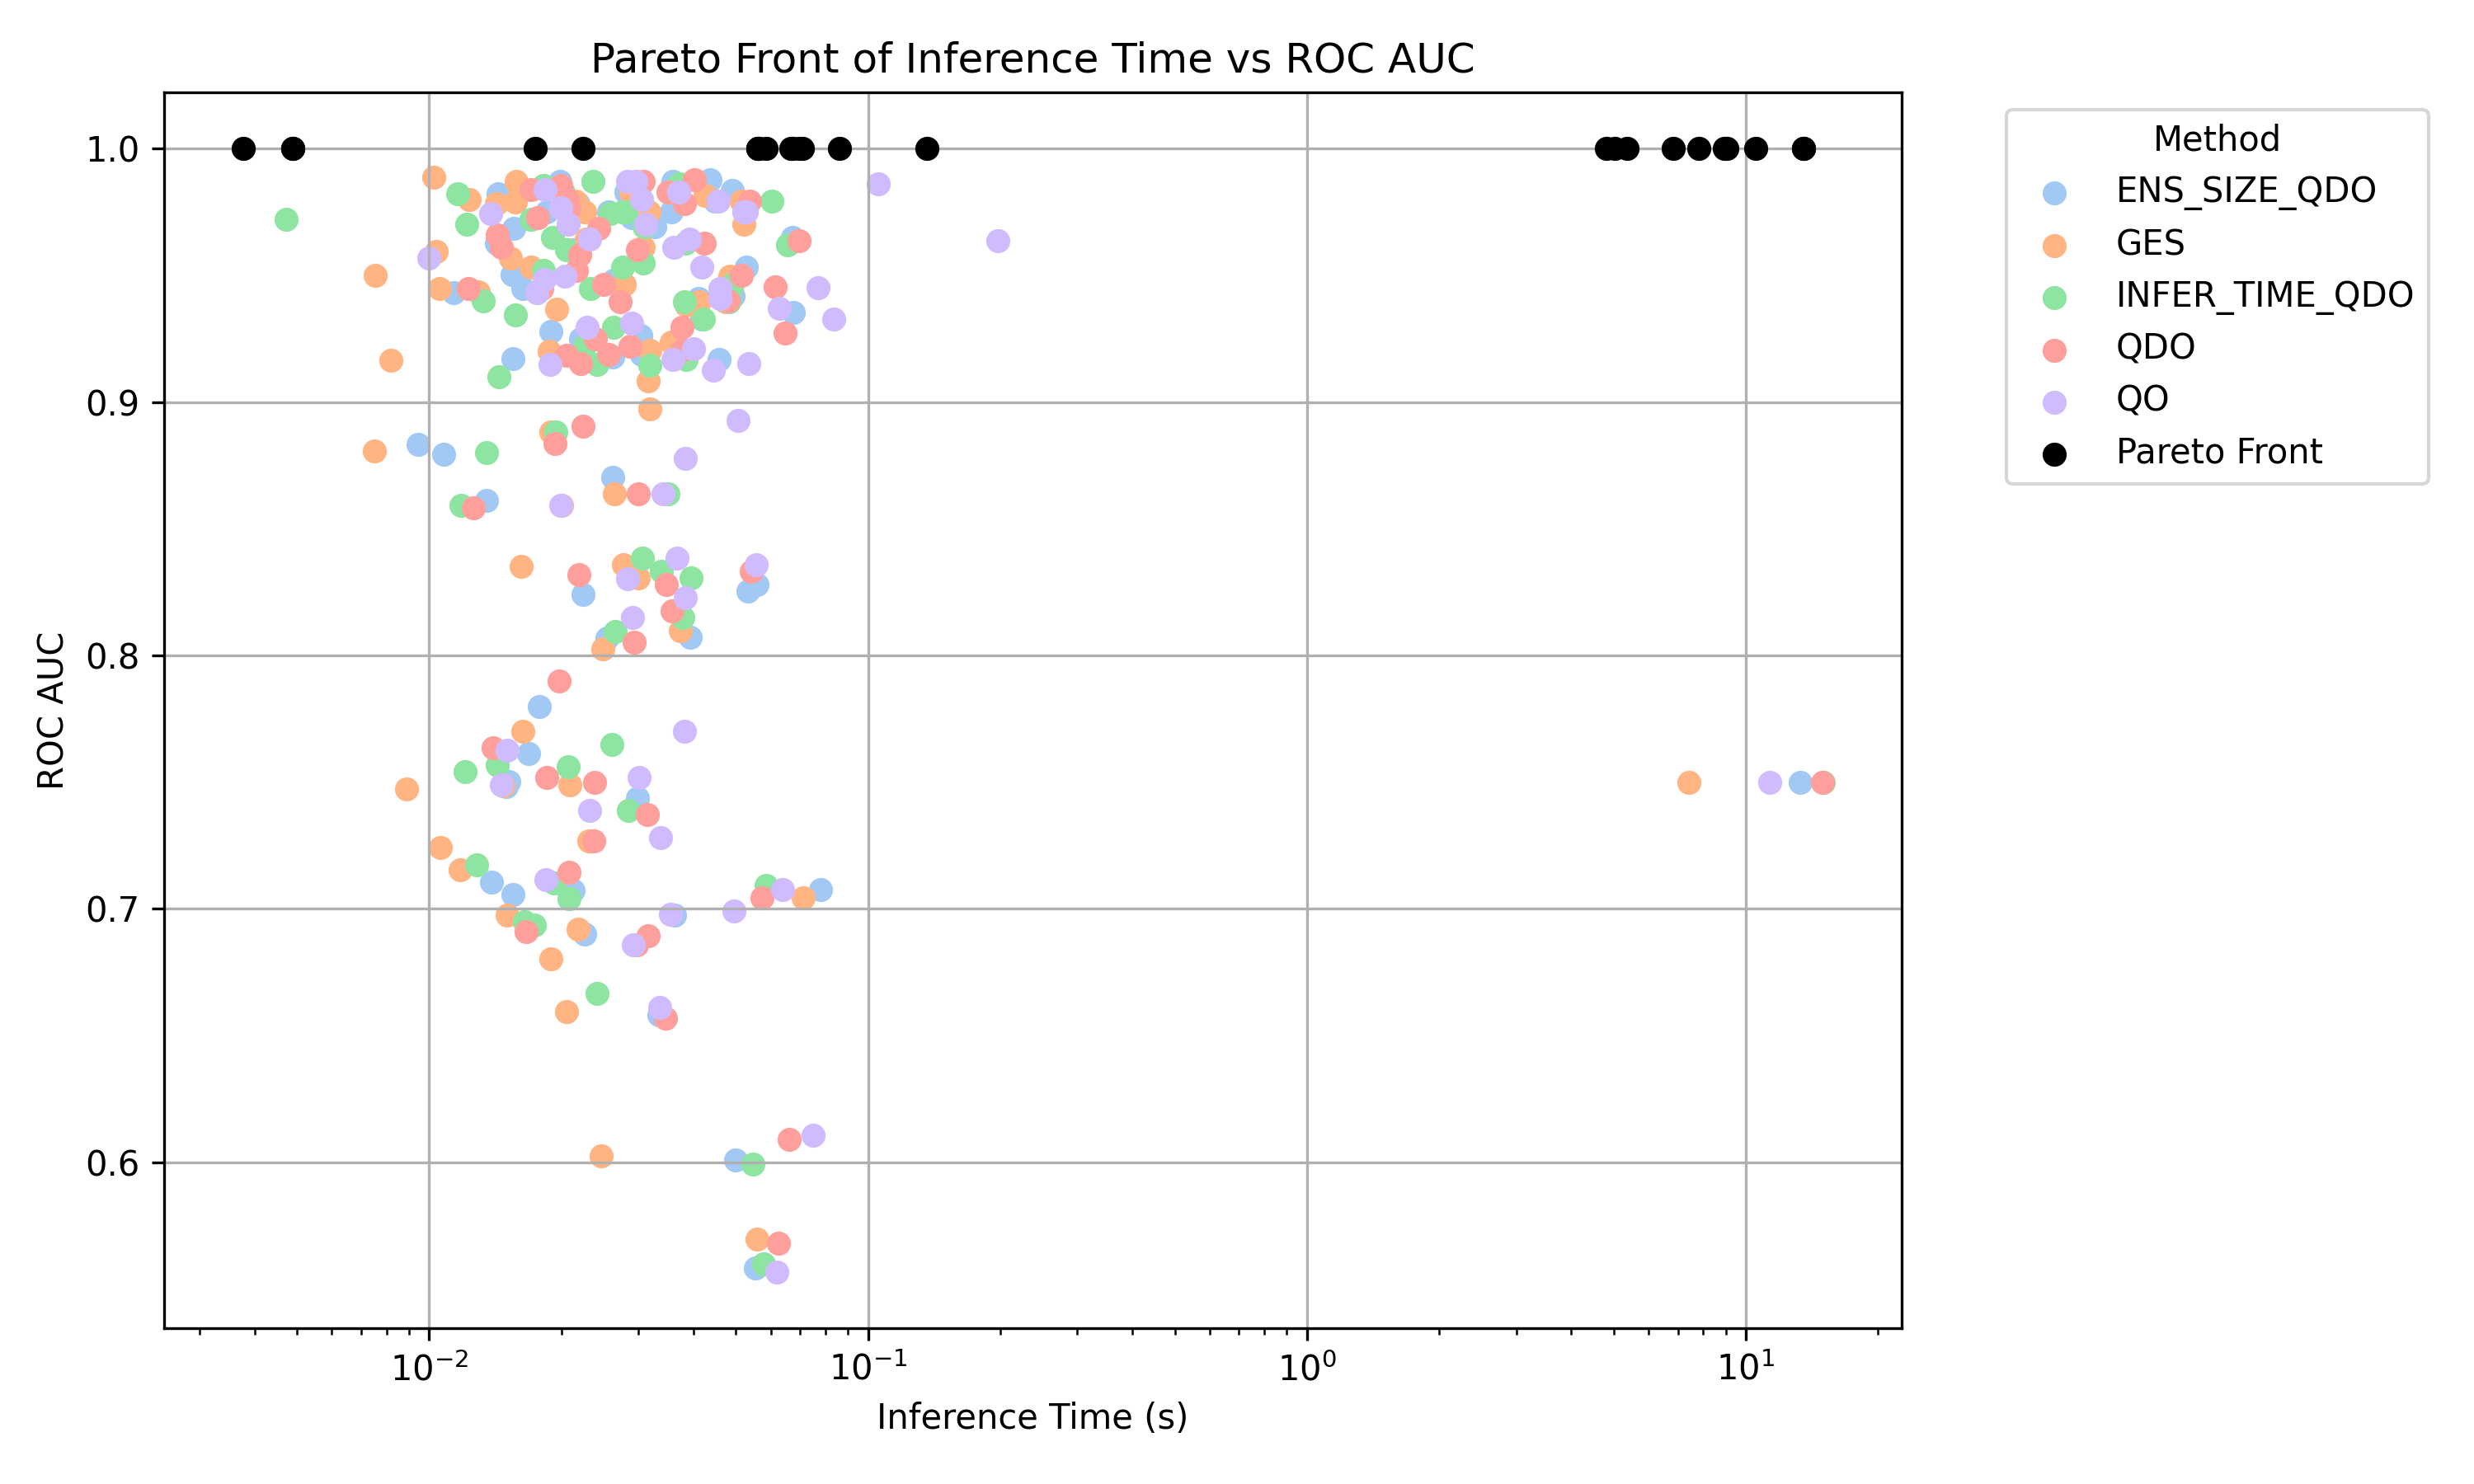 Pareto Front of Inference Time vs ROC AUC
Method
ENS_SIZE_QDO
GES
INFER_TIME_QDO
QDO
QO
Pareto Front
ROC AUC
1.0
0.9
0.8
0.7
0.6
10⁻² 10⁻¹ 10⁰ 10¹
Inference Time (s)